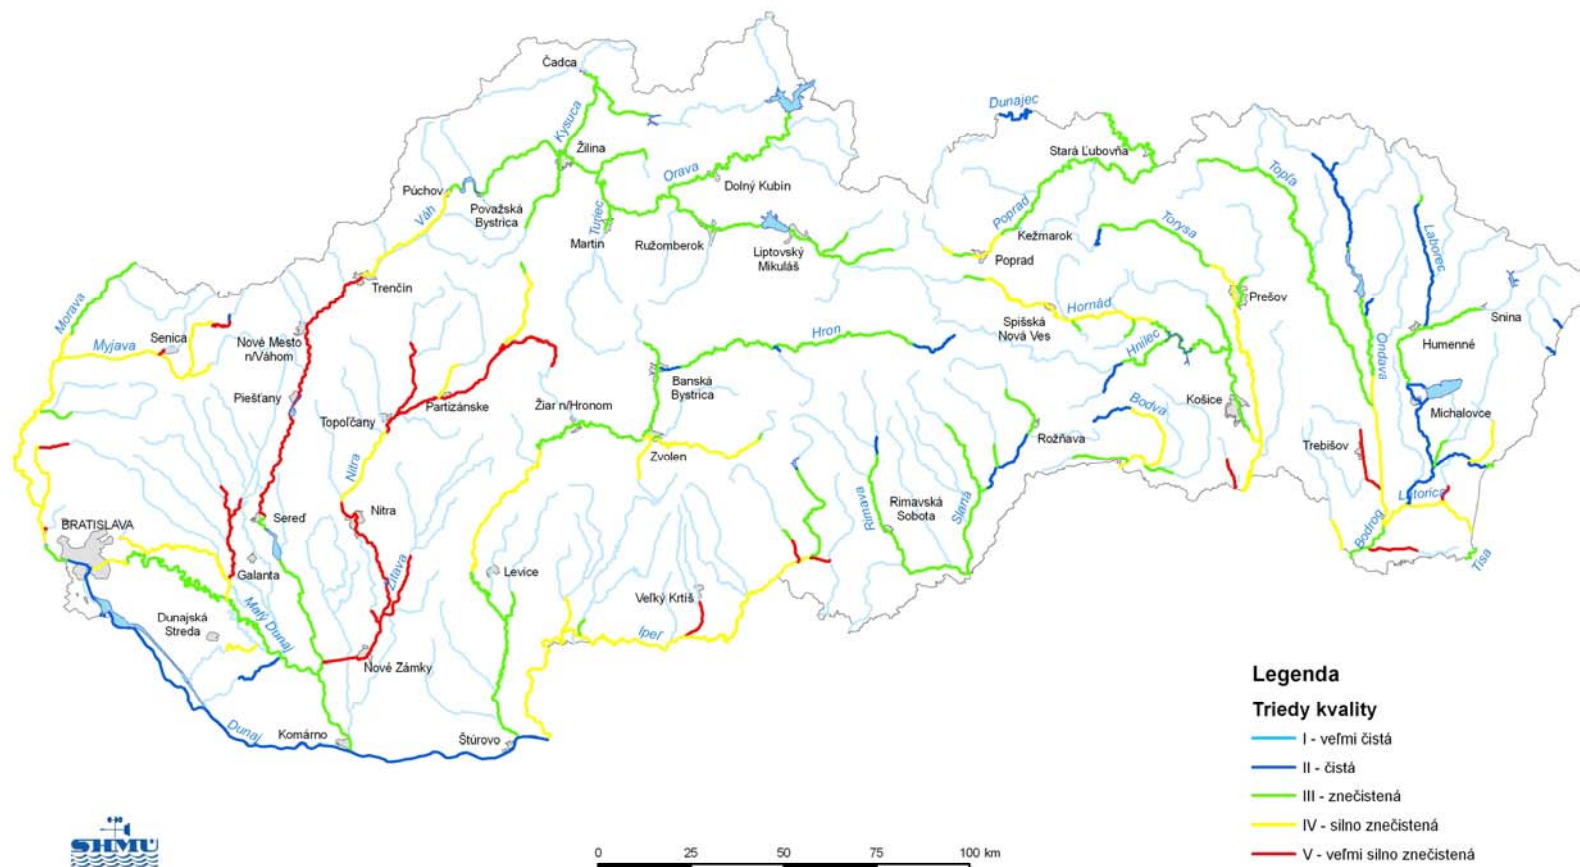 Čadca
Kysuca
Žilina
Dunajec
Stará Ľubovňa
Topľa
Orava
Dolný Kubín
Púchov
Váh
Považská
Bystrica
Turiec
Martin
Ružomberok
Liptovský
Mikuláš
Poprad
Kežmarok
Poprad
Torysa
Laborec
Morava
Trenčín
Prešov
Hornád
Spišská
Nová Ves
Snina
Myjava
Senica
Nové Mesto
n/Váhom
Hron
Hnilec
Ondava
Humenné
Piešťany
Partizánske
Banská
Bystrica
Žiar n/Hronom
Topoľčany
Bodva
Košice
Michalovce
Rožňava
Trebišov
Nitra
Zvolen
Rimava
Rimavská
Sobota
Slaná
Latorica
BRATISLAVA
Sereď
Nitra
Bodrog
Tisa
Galanta
Žitava
Levice
Veľký Krtíš
Dunajská
Streda
Malý Dunaj
Ipeľ
Nové Zámky
Dunaj
Komárno
Štúrovo
Legenda
Triedy kvality
I - veľmi čistá
II - čistá
III - znečistená
IV - silno znečistená
V - veľmi silno znečistená
SHMÚ
0 25 50 75 100 km